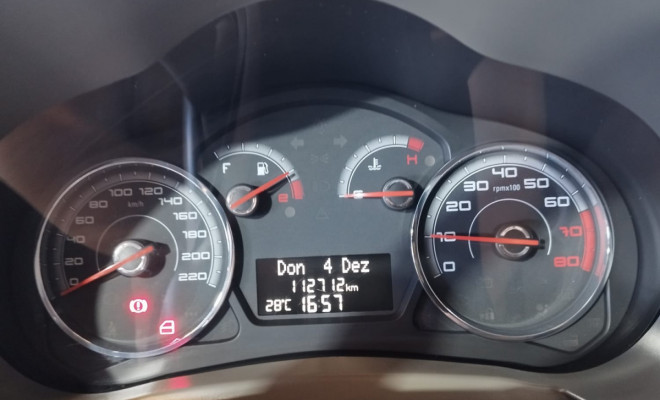 100 120
80 km/h 140
60 160
40 180
20 200
0 220
F
E
H
C
40
30 rpmx100 50
20 60
10 70
0 80
Don 4 Dez
112712km
28°C 16:57